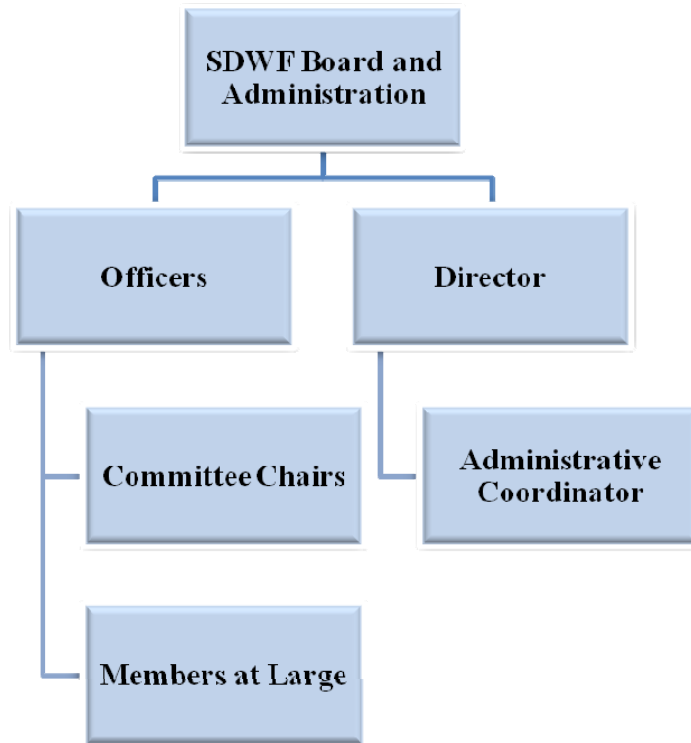 SDWF Board and
Administration
Officers
Director
Committee Chairs
Administrative
Coordinator
Members at Large